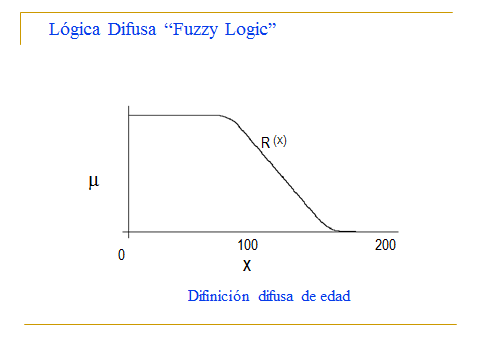 Lógica Difusa “Fuzzy Logic”
R (x)
μ
0 100 200
X
Difinición difusa de edad